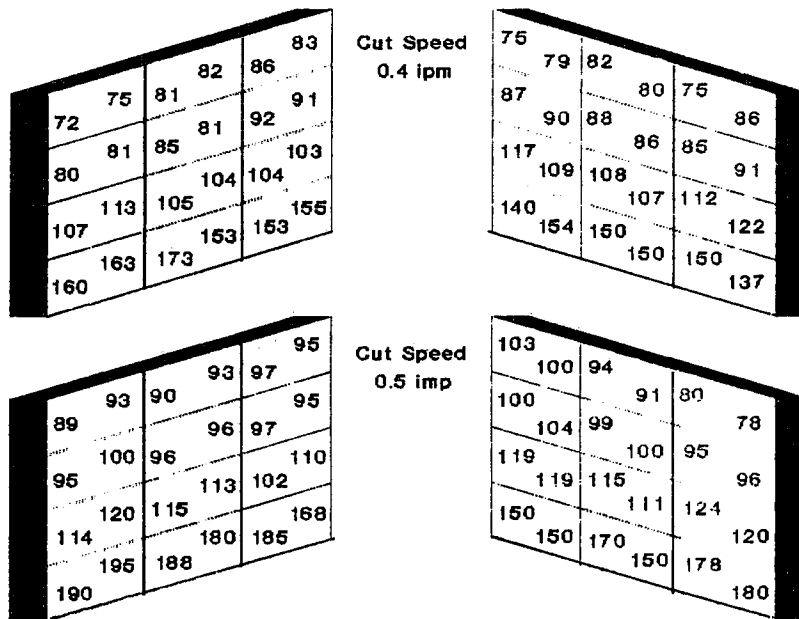 72 75 81 82 86 83
80 81 85 81 92 91
107 113 105 104 104 103
160 163 173 153 153 155
Cut Speed
0.4 ipm
75 79 82 80 75 86
87 90 88 86 85 91
117 109 108 107 112 122
140 154 150 150 150 137
89 93 90 93 97 95
95 100 96 96 97 95
114 120 115 113 102 110
190 195 188 180 185 168
Cut Speed
0.5 imp
103 100 94 91 80 78
100 104 99 100 95 96
119 119 115 111 124 120
150 150 170 150 178 180